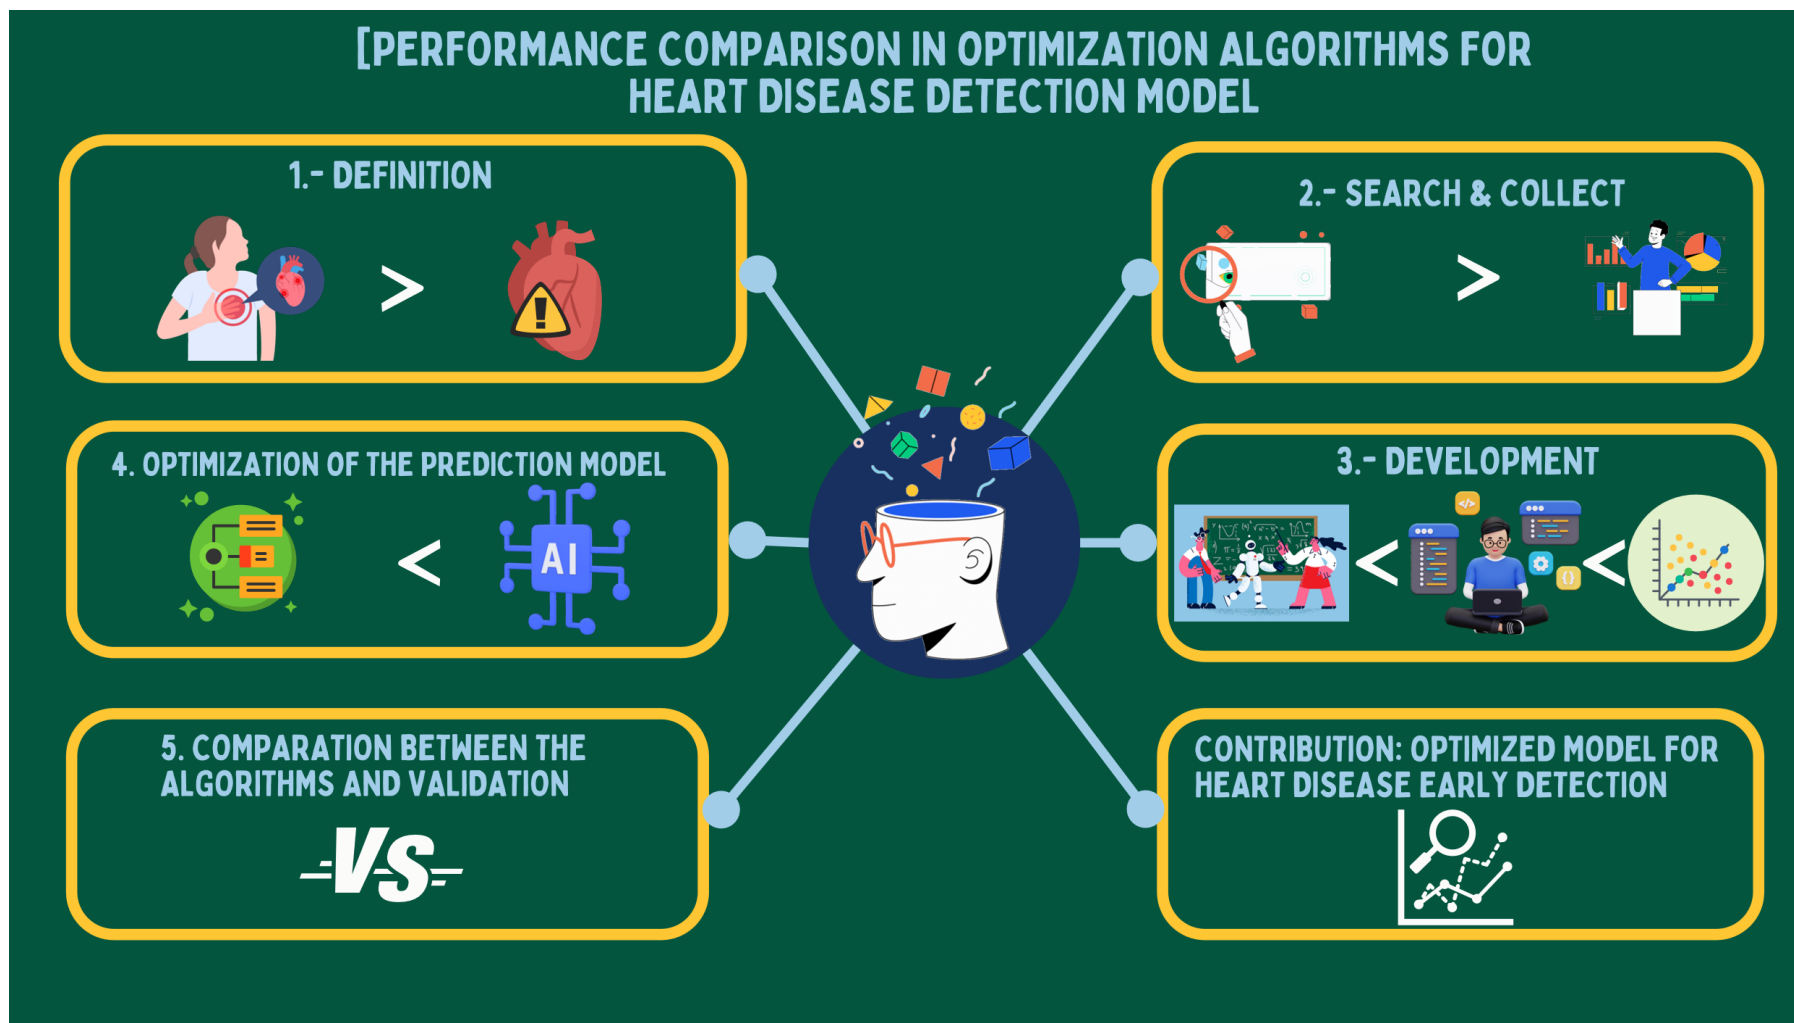 [PERFORMANCE COMPARISON IN OPTIMIZATION ALGORITHMS FOR
HEART DISEASE DETECTION MODEL
1.- DEFINITION
>
2.- SEARCH & COLLECT
>
3.- DEVELOPMENT
<
<
4. OPTIMIZATION OF THE PREDICTION MODEL
<
AI
5. COMPARATION BETWEEN THE
ALGORITHMS AND VALIDATION
VS
CONTRIBUTION: OPTIMIZED MODEL FOR
HEART DISEASE EARLY DETECTION